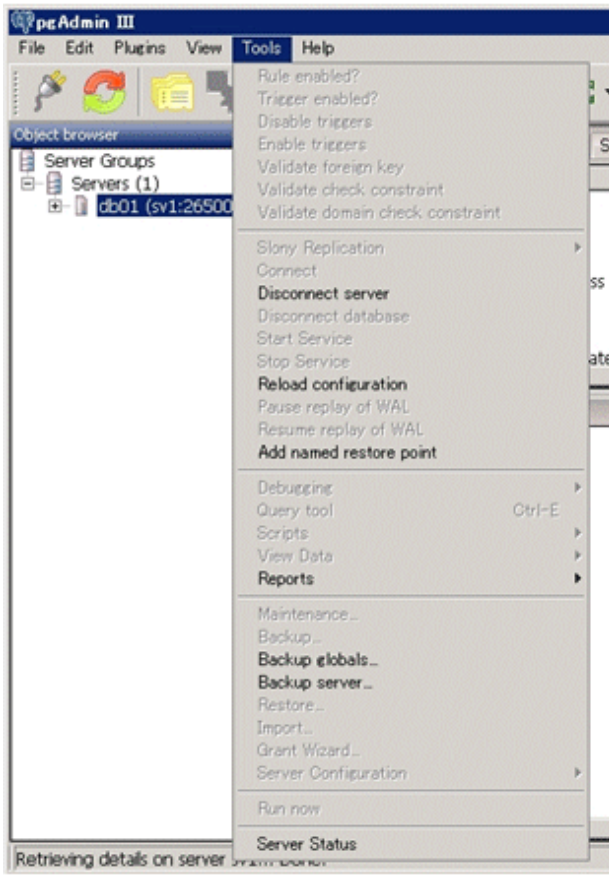 pgAdmin III
File Edit Plugins View Tools Help
Object browser
Server Groups
Servers (1)
db01 (sv1:26500
Rule enabled?
Trigger enabled?
Disable triggers
Enable triggers
Validate foreign key
Validate check constraint
Validate domain check constraint
Slony Replication
Connect
Disconnect server
Disconnect database
Start Service
Stop Service
Reload configuration
Pause replay of WAL
Resume replay of WAL
Add named restore point
Debugging
Query tool Ctrl-E
Scripts
View Data
Reports
Maintenance...
Backup...
Backup globals...
Backup server...
Restore...
Import...
Grant Wizard...
Server Configuration
Run now
Server Status
Retrieving details on server